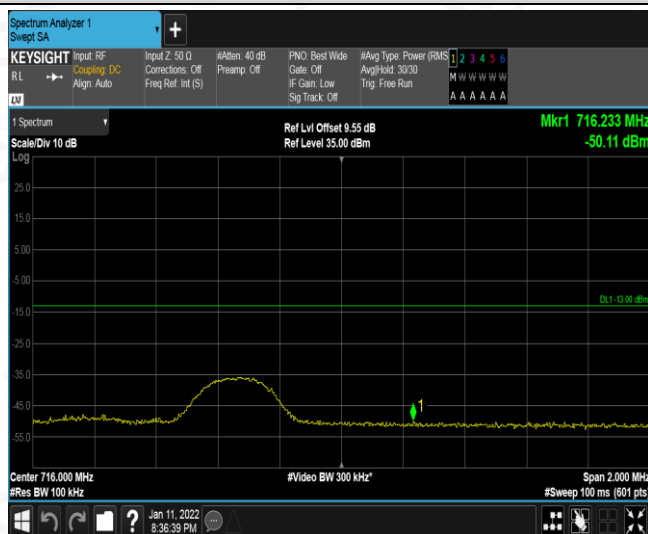 Spectrum Analyzer 1
Swept SA
+
KEYSIGHT
RL
LXI
Input: RF
Coupling: DC
Align: Auto
Input Z: 50 Ω
Corrections: Off
Freq Ref: Int (S)
#Atten: 40 dB
Preamp: Off
PNO: Best Wide
Gate: Off
IF Gain: Low
Sig Track: Off
#Avg Type: Power (RMS
Avg|Hold: 30/30
Trig: Free Run
1 2 3 4 5 6
M W W W W W
A A A A A A
1 Spectrum
Scale/Div 10 dB
Log
Ref Lvl Offset 9.55 dB
Ref Level 35.00 dBm
Mkr1 716.233 MHz
-50.11 dBm
25.0
15.0
5.00
-5.00
DL1 -13.00 dBm
-15.0
-25.0
-35.0
-45.0
1
-55.0
Center 716.000 MHz
#Res BW 100 kHz
#Video BW 300 kHz*
Span 2.000 MHz
#Sweep 100 ms (601 pts)
?
Jan 11, 2022
8:36:39 PM